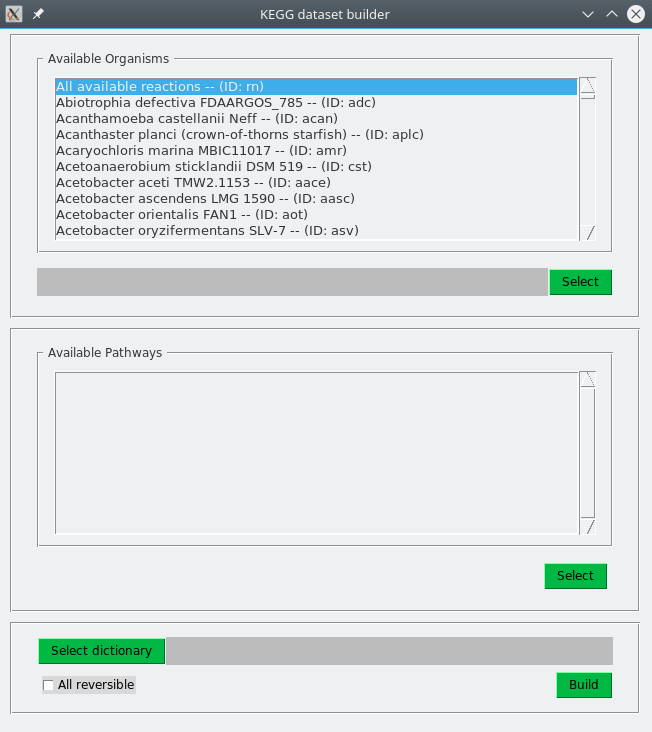 KEGG dataset builder
Available Organisms
All available reactions -- (ID: rn)
Abiotrophia defectiva FDAARGOS_785 -- (ID: adc)
Acanthamoeba castellanii Neff -- (ID: acan)
Acanthaster planci (crown-of-thorns starfish) -- (ID: aplc)
Acaryochloris marina MBIC11017 -- (ID: amr)
Acetoanaerobium sticklandii DSM 519 -- (ID: cst)
Acetobacter aceti TMW2.1153 -- (ID: aace)
Acetobacter ascendens LMG 1590 -- (ID: aasc)
Acetobacter orientalis FAN1 -- (ID: aot)
Acetobacter oryzifermentans SLV-7 -- (ID: asv)
Select
Available Pathways
Select
Select dictionary
All reversible
Build